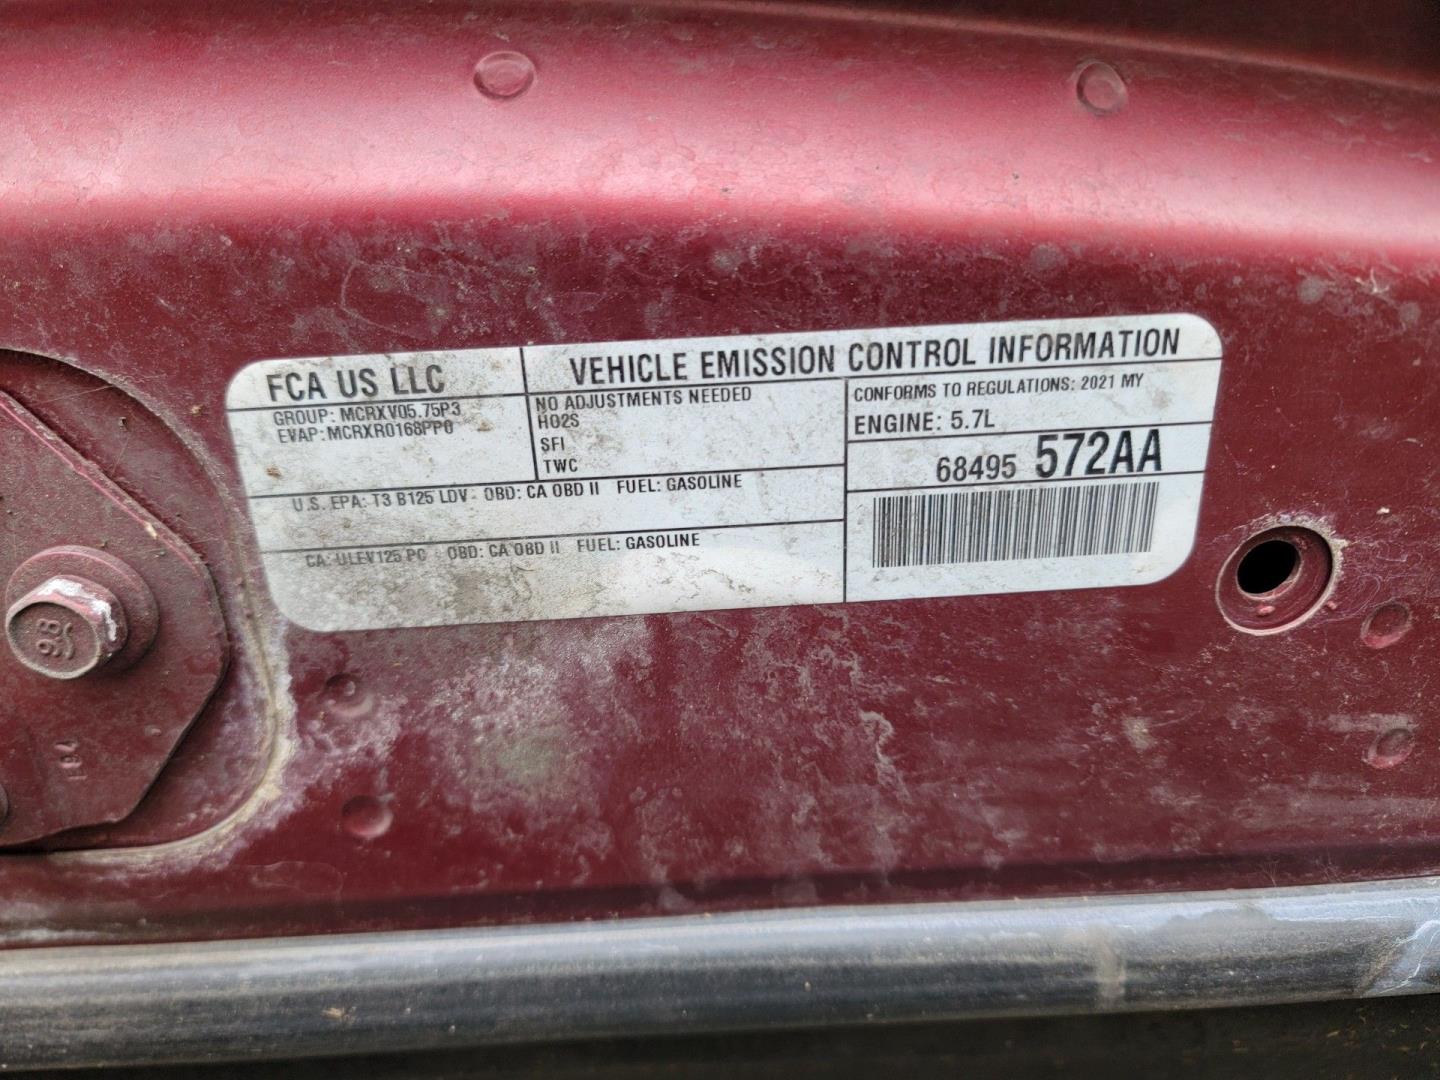 FCA US LLC
GROUP: MCRXV05.75P3
EVAP: MCRXR0168PP0
VEHICLE EMISSION CONTROL INFORMATION
NO ADJUSTMENTS NEEDED
HO2S
SFI
TWC
CONFORMS TO REGULATIONS: 2021 MY
ENGINE: 5.7L
68495 572AA
U.S. EPA: T3 B125 LDV OBD: CA OBD II FUEL: GASOLINE
CA: ULEV125 PC OBD: CA OBD II FUEL: GASOLINE
98